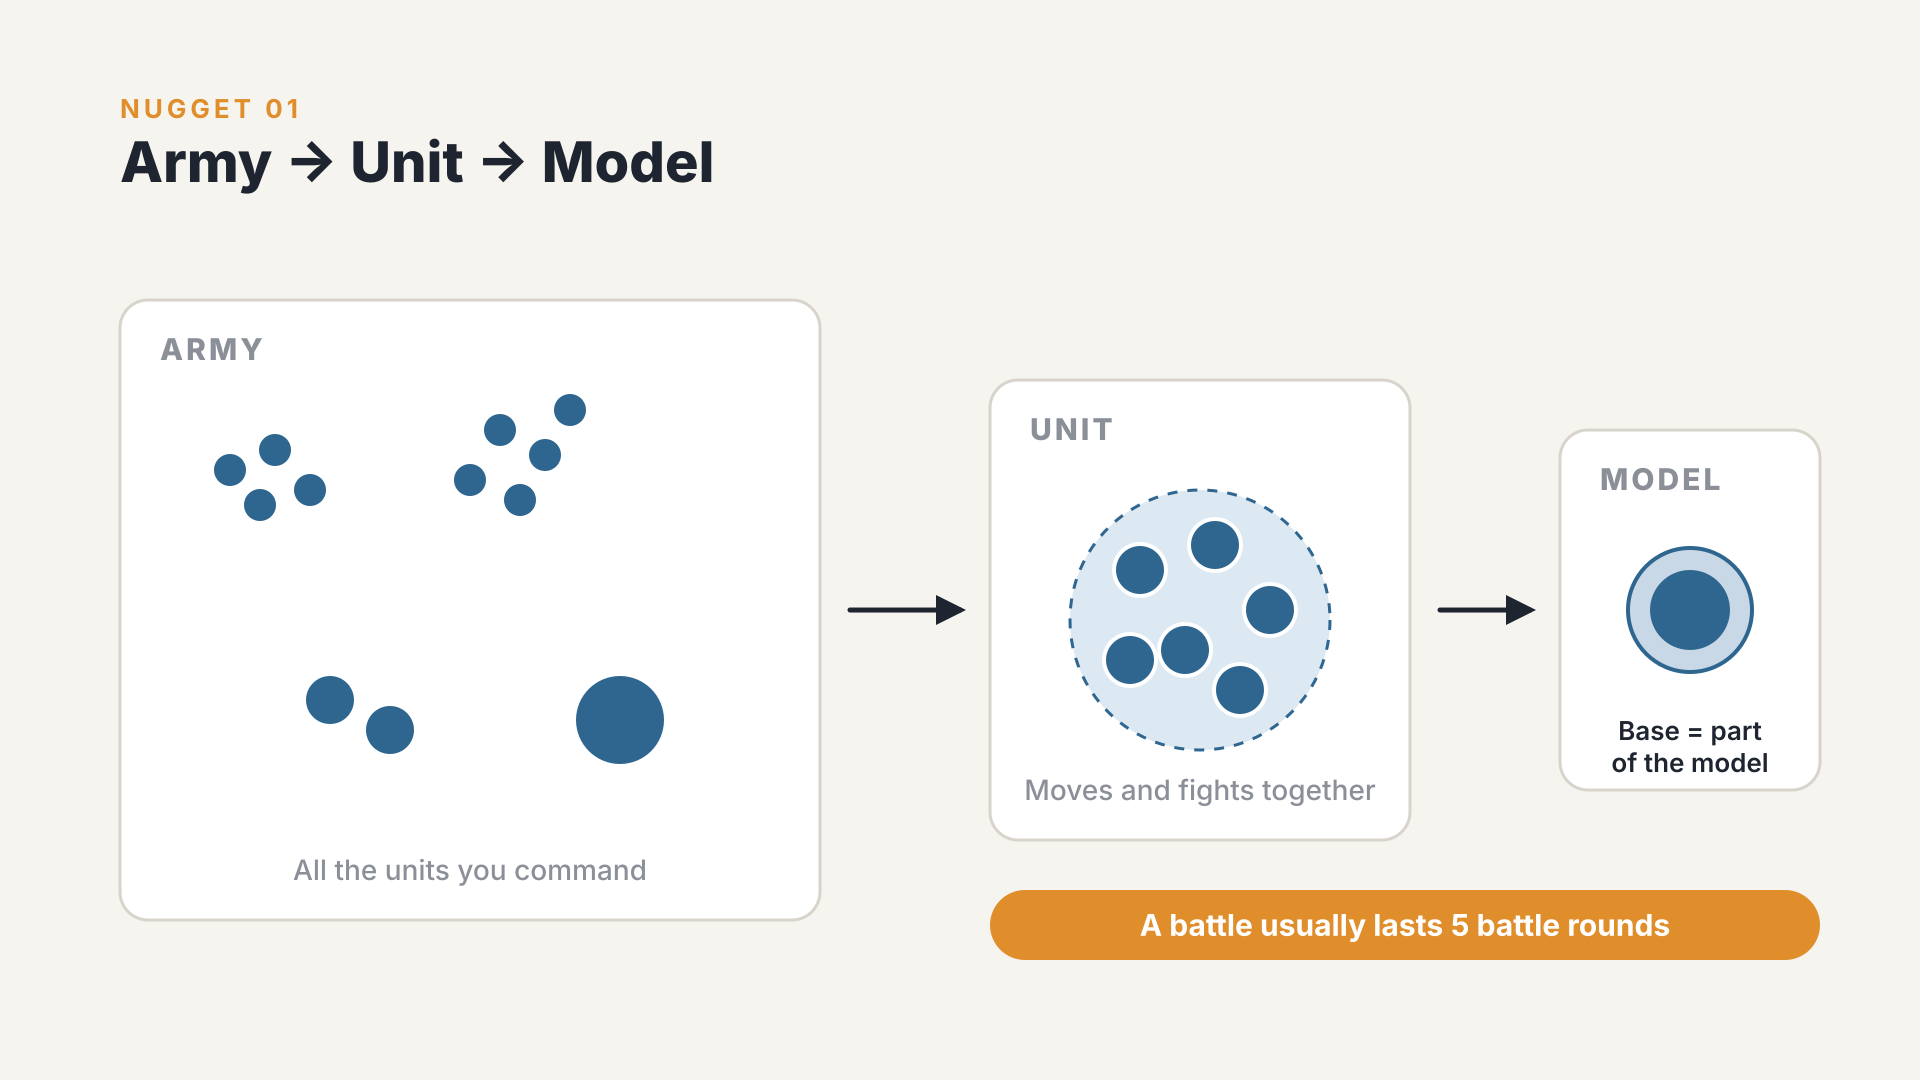 NUGGET 01
Army → Unit → Model
ARMY
All the units you command
UNIT
Moves and fights together
MODEL
Base = part
of the model
A battle usually lasts 5 battle rounds